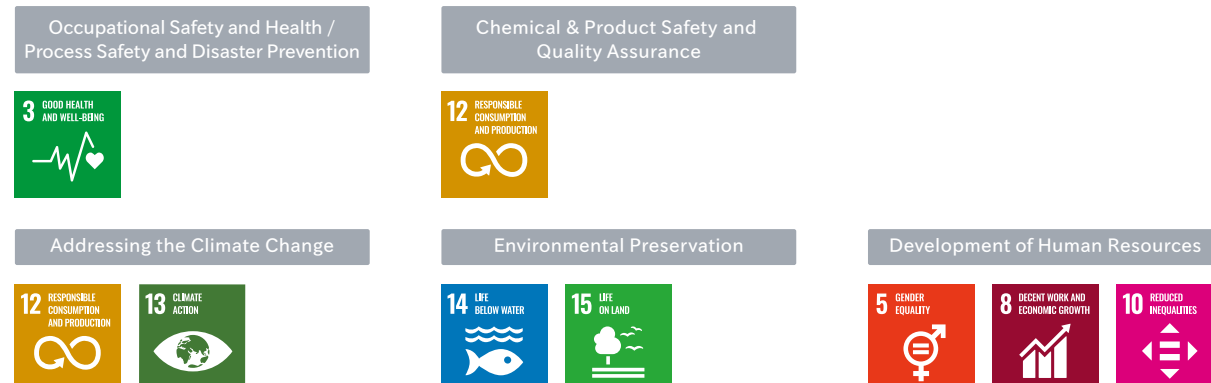 Occupational Safety and Health /
Process Safety and Disaster Prevention
Chemical & Product Safety and
Quality Assurance
3 GOOD HEALTH
AND WELL-BEING
12 RESPONSIBLE
CONSUMPTION
AND PRODUCTION
Addressing the Climate Change
Environmental Preservation
Development of Human Resources
12 RESPONSIBLE
CONSUMPTION
AND PRODUCTION
13 CLIMATE
ACTION
14 LIFE
BELOW WATER
15 LIFE
ON LAND
5 GENDER
EQUALITY
8 DECENT WORK AND
ECONOMIC GROWTH
10 REDUCED
INEQUALITIES